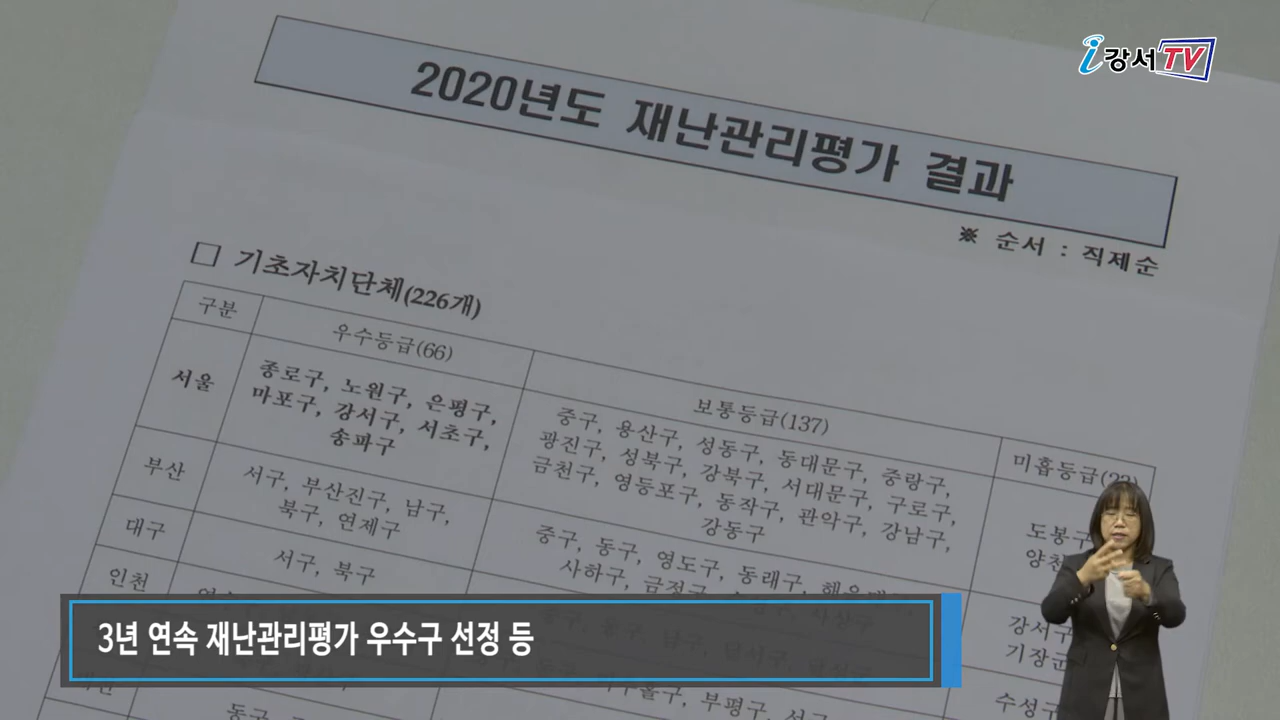 i강서TV
2020년도 재난관리평가 결과
※ 순서 : 직제순
□ 기초자치단체(226개)
구분
우수등급(66)
보통등급(137)
미흡등급
서울
종로구, 노원구, 은평구,
마포구, 강서구, 서초구,
송파구
중구, 용산구, 성동구, 동대문구, 중랑구,
광진구, 성북구, 강북구, 서대문구, 구로구,
금천구, 영등포구, 동작구, 관악구, 강남구,
강동구
도봉구
부산
서구, 부산진구, 남구,
북구, 연제구
중구, 동구, 영도구, 동래구,
사하구,
강서구
기장군
대구
서구, 북구
수성구
인천
부평구, 서구
3년 연속 재난관리평가 우수구 선정 등